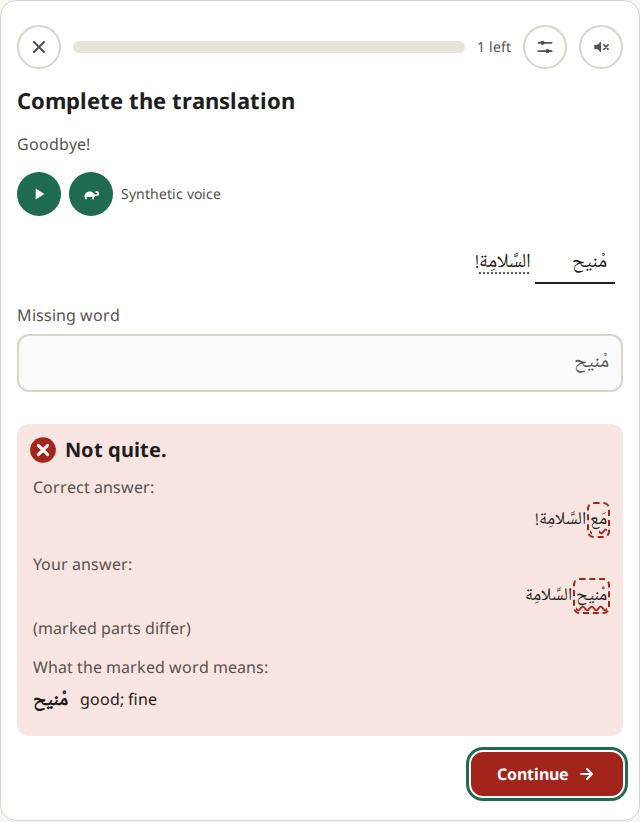 1 left
Complete the translation
Goodbye!
Synthetic voice
مْنيح السَّلامِة!
Missing word
مْنيح
Not quite.
Correct answer:
مَع السَّلامِة!
Your answer:
مْنيح السَّلامِة
(marked parts differ)
What the marked word means:
مْنيح good; fine
Continue